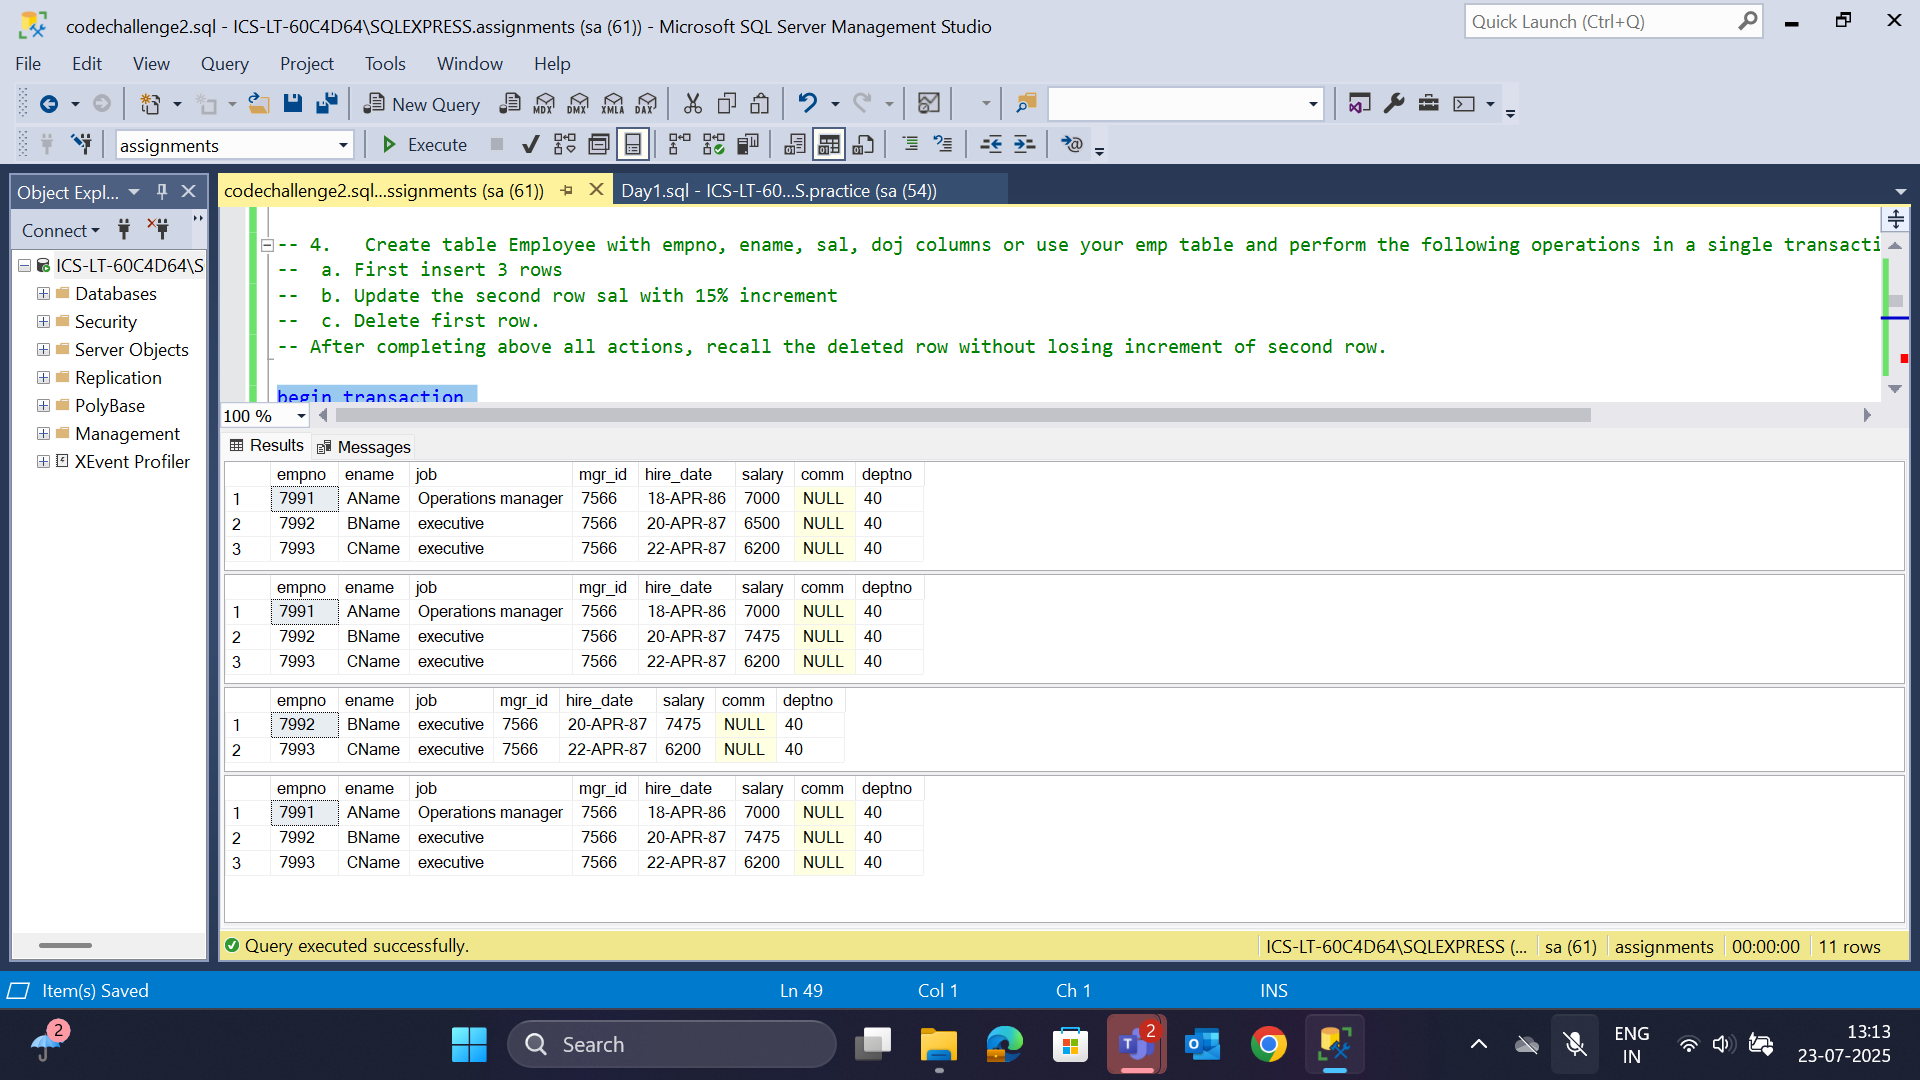 codechallenge2.sql - ICS-LT-60C4D64\SQLEXPRESS.assignments (sa (61)) - Microsoft SQL Server Management Studio
Quick Launch (Ctrl+Q)
File Edit View Query Project Tools Window Help
New Query MDX DMX XMLA DAX
assignments Execute
Object Expl...
codechallenge2.sql...ssignments (sa (61)) Day1.sql - ICS-LT-60...S.practice (sa (54))
Connect
ICS-LT-60C4D64\S
Databases
Security
Server Objects
Replication
PolyBase
Management
XEvent Profiler
-- 4. Create table Employee with empno, ename, sal, doj columns or use your emp table and perform the following operations in a single transacti
-- a. First insert 3 rows
-- b. Update the second row sal with 15% increment
-- c. Delete first row.
-- After completing above all actions, recall the deleted row without losing increment of second row.
begin transaction
100 %
Results Messages
empno ename job mgr_id hire_date salary comm deptno
1 7991 AName Operations manager 7566 18-APR-86 7000 NULL 40
2 7992 BName executive 7566 20-APR-87 6500 NULL 40
3 7993 CName executive 7566 22-APR-87 6200 NULL 40
empno ename job mgr_id hire_date salary comm deptno
1 7991 AName Operations manager 7566 18-APR-86 7000 NULL 40
2 7992 BName executive 7566 20-APR-87 7475 NULL 40
3 7993 CName executive 7566 22-APR-87 6200 NULL 40
empno ename job mgr_id hire_date salary comm deptno
1 7992 BName executive 7566 20-APR-87 7475 NULL 40
2 7993 CName executive 7566 22-APR-87 6200 NULL 40
empno ename job mgr_id hire_date salary comm deptno
1 7991 AName Operations manager 7566 18-APR-86 7000 NULL 40
2 7992 BName executive 7566 20-APR-87 7475 NULL 40
3 7993 CName executive 7566 22-APR-87 6200 NULL 40
Query executed successfully. ICS-LT-60C4D64\SQLEXPRESS (... sa (61) assignments 00:00:00 11 rows
Item(s) Saved Ln 49 Col 1 Ch 1 INS
2 Search 2 ENG 13:13
IN 23-07-2025